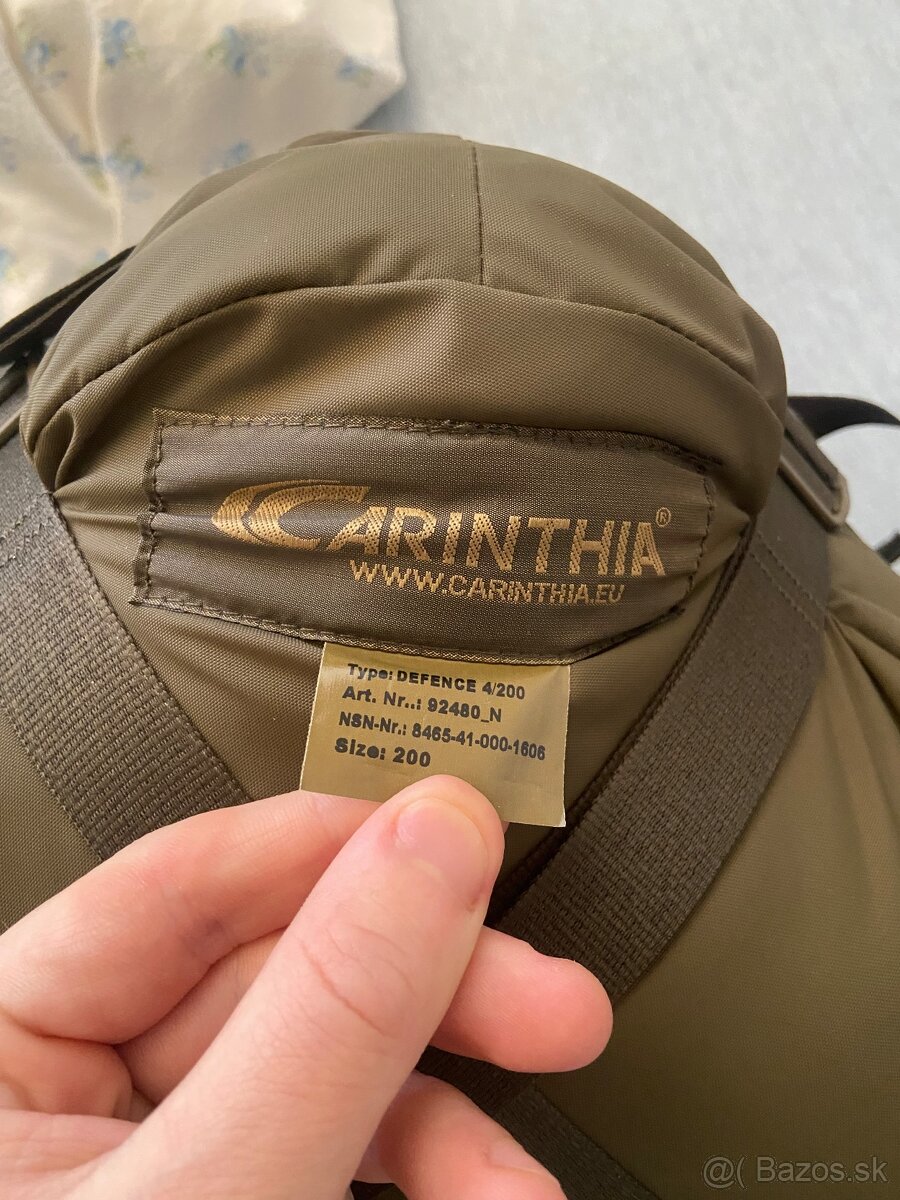 CARINTHIA®
WWW.CARINTHIA.EU
Type: DEFENCE 4/200
Art. Nr..: 92480_N
NSN-Nr.: 8465-41-000-1606
Size: 200
@( Bazos.sk